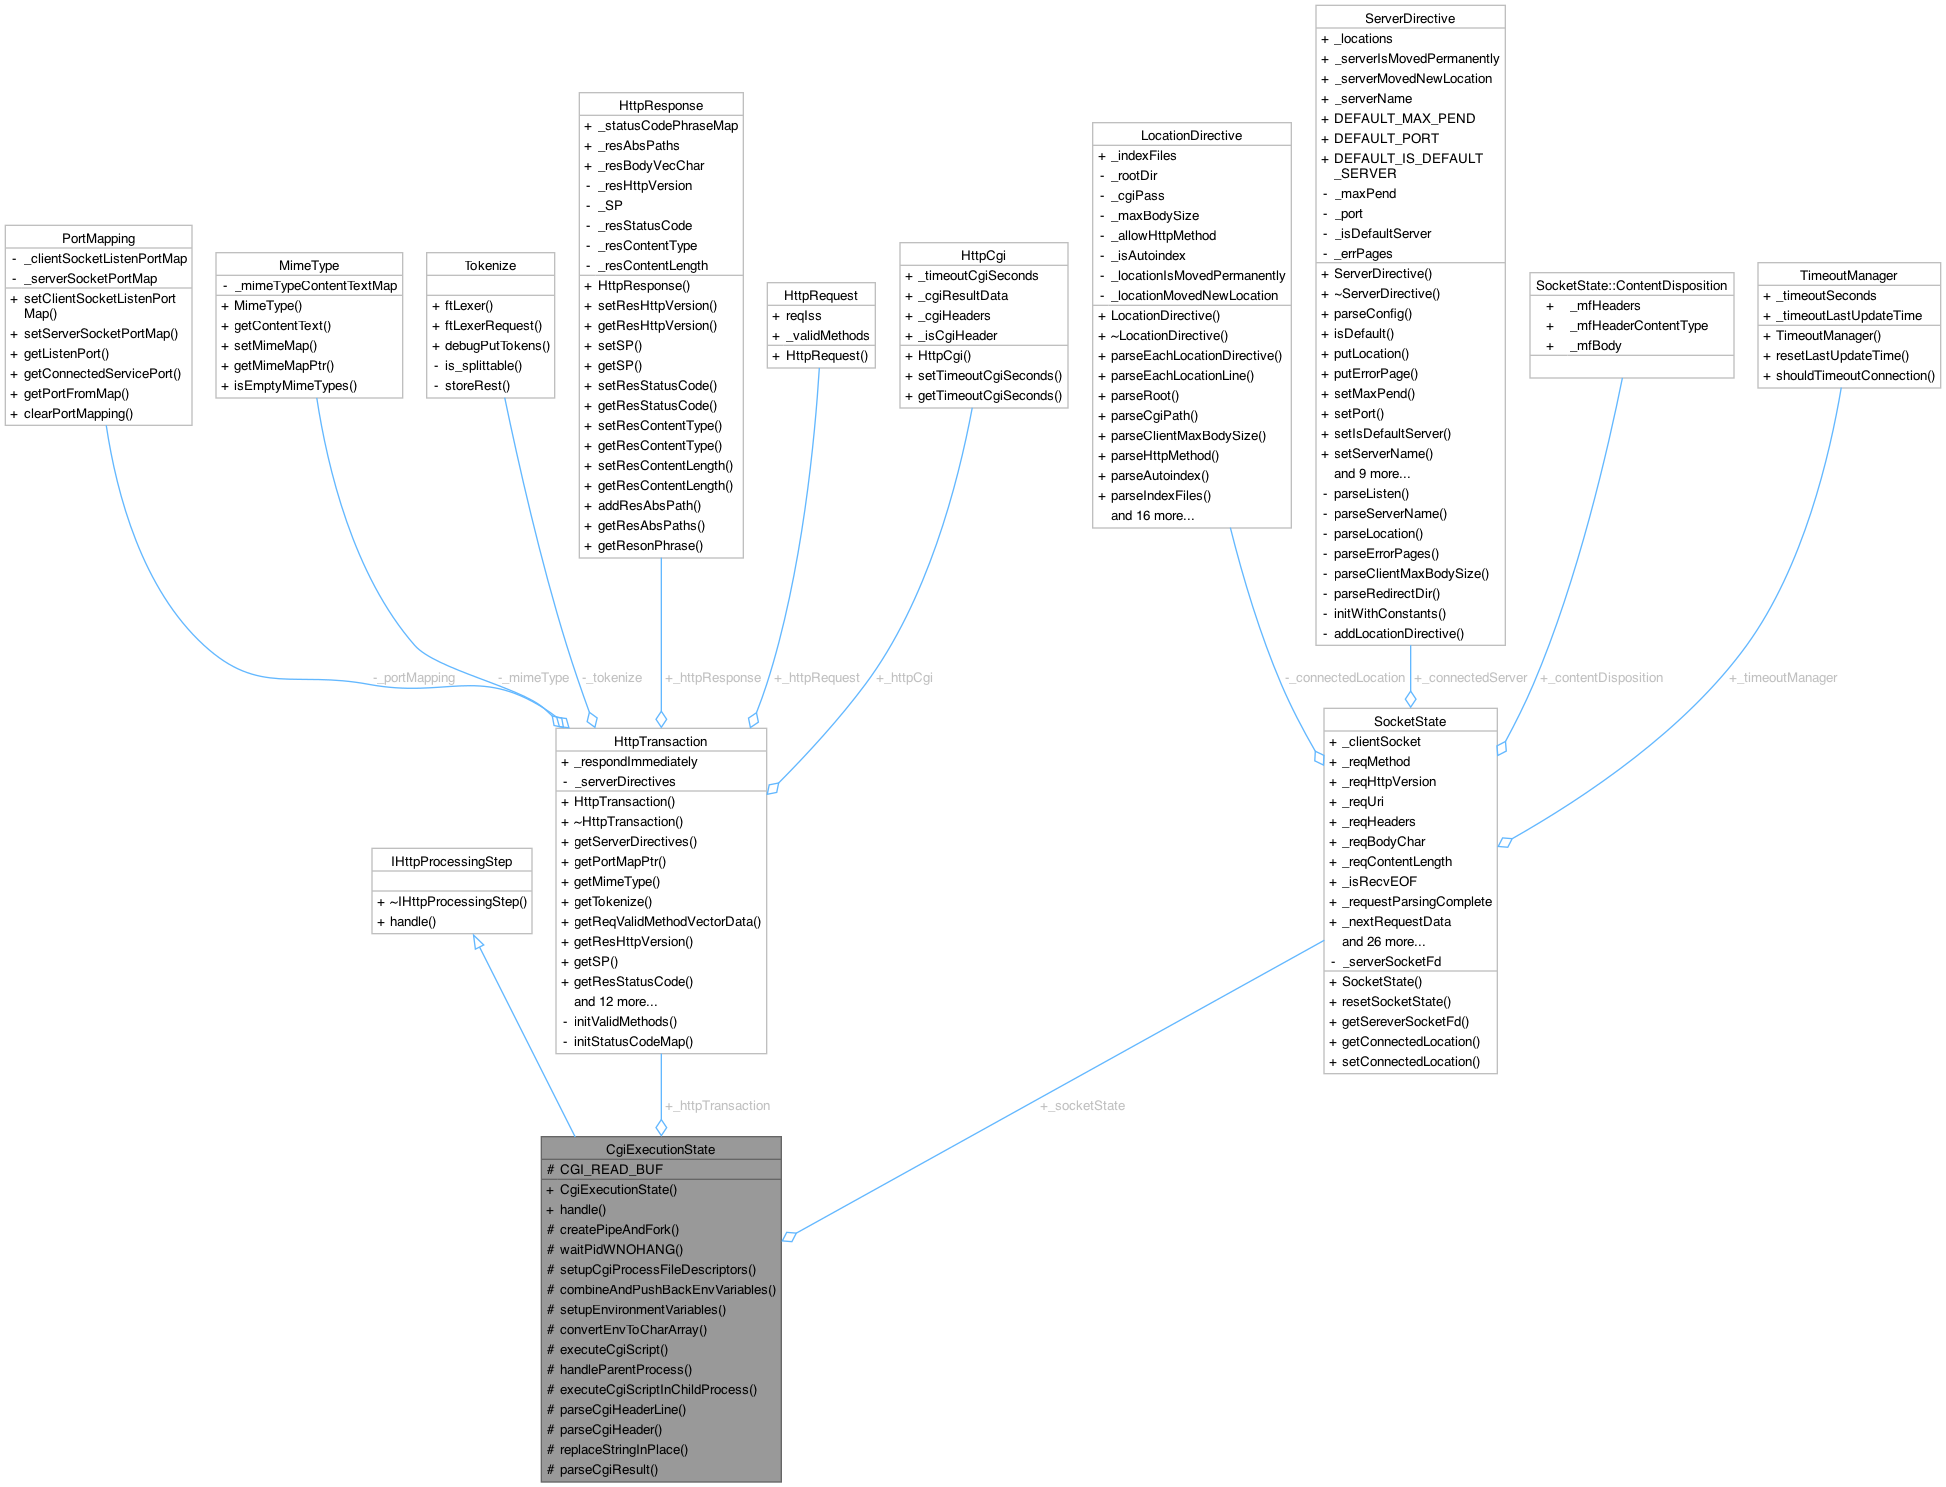 ServerDirective
+ _locations
+ _serverIsMovedPermanently
+ _serverMovedNewLocation
+ _serverName
+ DEFAULT_MAX_PEND
+ DEFAULT_PORT
+ DEFAULT_IS_DEFAULT
_SERVER
- _maxPend
- _port
- _isDefaultServer
- _errPages
+ ServerDirective()
+ ~ServerDirective()
+ parseConfig()
+ isDefault()
+ putLocation()
+ putErrorPage()
+ setMaxPend()
+ setPort()
+ setIsDefaultServer()
+ setServerName()
and 9 more...
- parseListen()
- parseServerName()
- parseLocation()
- parseErrorPages()
- parseClientMaxBodySize()
- parseRedirectDir()
- initWithConstants()
- addLocationDirective()
HttpResponse
+ _statusCodePhraseMap
+ _resAbsPaths
+ _resBodyVecChar
- _resHttpVersion
- _SP
- _resStatusCode
- _resContentType
- _resContentLength
+ HttpResponse()
+ setResHttpVersion()
+ getResHttpVersion()
+ setSP()
+ getSP()
+ setResStatusCode()
+ getResStatusCode()
+ setResContentType()
+ getResContentType()
+ setResContentLength()
+ getResContentLength()
+ addResAbsPath()
+ getResAbsPaths()
+ getResonPhrase()
LocationDirective
+ _indexFiles
- _rootDir
- _cgiPass
- _maxBodySize
- _allowHttpMethod
- _isAutoindex
- _locationIsMovedPermanently
- _locationMovedNewLocation
+ LocationDirective()
+ ~LocationDirective()
+ parseEachLocationDirective()
+ parseEachLocationLine()
+ parseRoot()
+ parseCgiPath()
+ parseClientMaxBodySize()
+ parseHttpMethod()
+ parseAutoindex()
+ parseIndexFiles()
and 16 more...
PortMapping
- _clientSocketListenPortMap
- _serverSocketPortMap
+ setClientSocketListenPort
Map()
+ setServerSocketPortMap()
+ getListenPort()
+ getConnectedServicePort()
+ getPortFromMap()
+ clearPortMapping()
MimeType
- _mimeTypeContentTextMap
+ MimeType()
+ getContentText()
+ setMimeMap()
+ getMimeMapPtr()
+ isEmptyMimeTypes()
Tokenize
+ ftLexer()
+ ftLexerRequest()
+ debugPutTokens()
- is_splittable()
- storeRest()
HttpRequest
+ reqIss
+ _validMethods
+ HttpRequest()
HttpCgi
+ _timeoutCgiSeconds
+ _cgiResultData
+ _cgiHeaders
+ _isCgiHeader
+ HttpCgi()
+ setTimeoutCgiSeconds()
+ getTimeoutCgiSeconds()
SocketState::ContentDisposition
+ _mfHeaders
+ _mfHeaderContentType
+ _mfBody
TimeoutManager
+ _timeoutSeconds
+ _timeoutLastUpdateTime
+ TimeoutManager()
+ resetLastUpdateTime()
+ shouldTimeoutConnection()
-_portMapping
-_mimeType
-_tokenize
+_httpResponse
+_httpRequest
+_httpCgi
-_connectedLocation
+_connectedServer
+_contentDisposition
+_timeoutManager
HttpTransaction
+ _respondImmediately
- _serverDirectives
+ HttpTransaction()
+ ~HttpTransaction()
+ getServerDirectives()
+ getPortMapPtr()
+ getMimeType()
+ getTokenize()
+ getReqValidMethodVectorData()
+ getResHttpVersion()
+ getSP()
+ getResStatusCode()
and 12 more...
- initValidMethods()
- initStatusCodeMap()
SocketState
+ _clientSocket
+ _reqMethod
+ _reqHttpVersion
+ _reqUri
+ _reqHeaders
+ _reqBodyChar
+ _reqContentLength
+ _isRecvEOF
+ _requestParsingComplete
+ _nextRequestData
and 26 more...
- _serverSocketFd
+ SocketState()
+ resetSocketState()
+ getSereverSocketFd()
+ getConnectedLocation()
+ setConnectedLocation()
IHttpProcessingStep
+ ~IHttpProcessingStep()
+ handle()
+_httpTransaction
+_socketState
CgiExecutionState
# CGI_READ_BUF
+ CgiExecutionState()
+ handle()
# createPipeAndFork()
# waitPidWNOHANG()
# setupCgiProcessFileDescriptors()
# combineAndPushBackEnvVariables()
# setupEnvironmentVariables()
# convertEnvToCharArray()
# executeCgiScript()
# handleParentProcess()
# executeCgiScriptInChildProcess()
# parseCgiHeaderLine()
# parseCgiHeader()
# replaceStringInPlace()
# parseCgiResult()